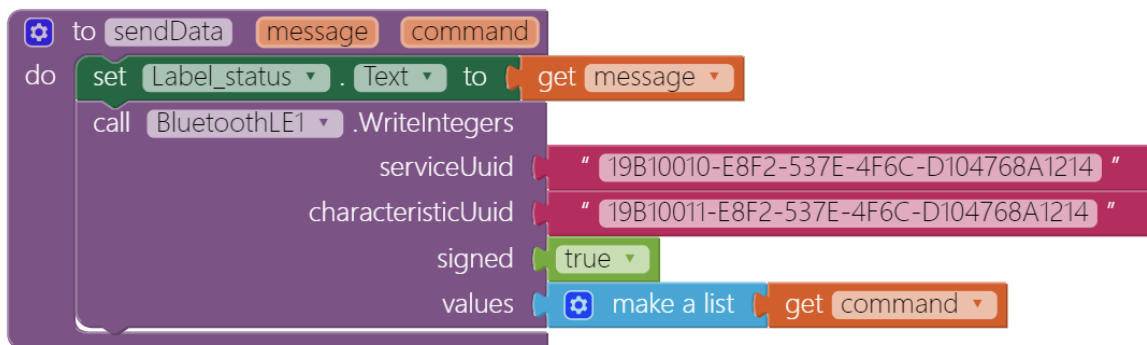 to sendData message command
do set Label_status . Text to get message
call BluetoothLE1 .WriteIntegers
serviceUuid " 19B10010-E8F2-537E-4F6C-D104768A1214 "
characteristicUuid " 19B10011-E8F2-537E-4F6C-D104768A1214 "
signed true
values make a list get command